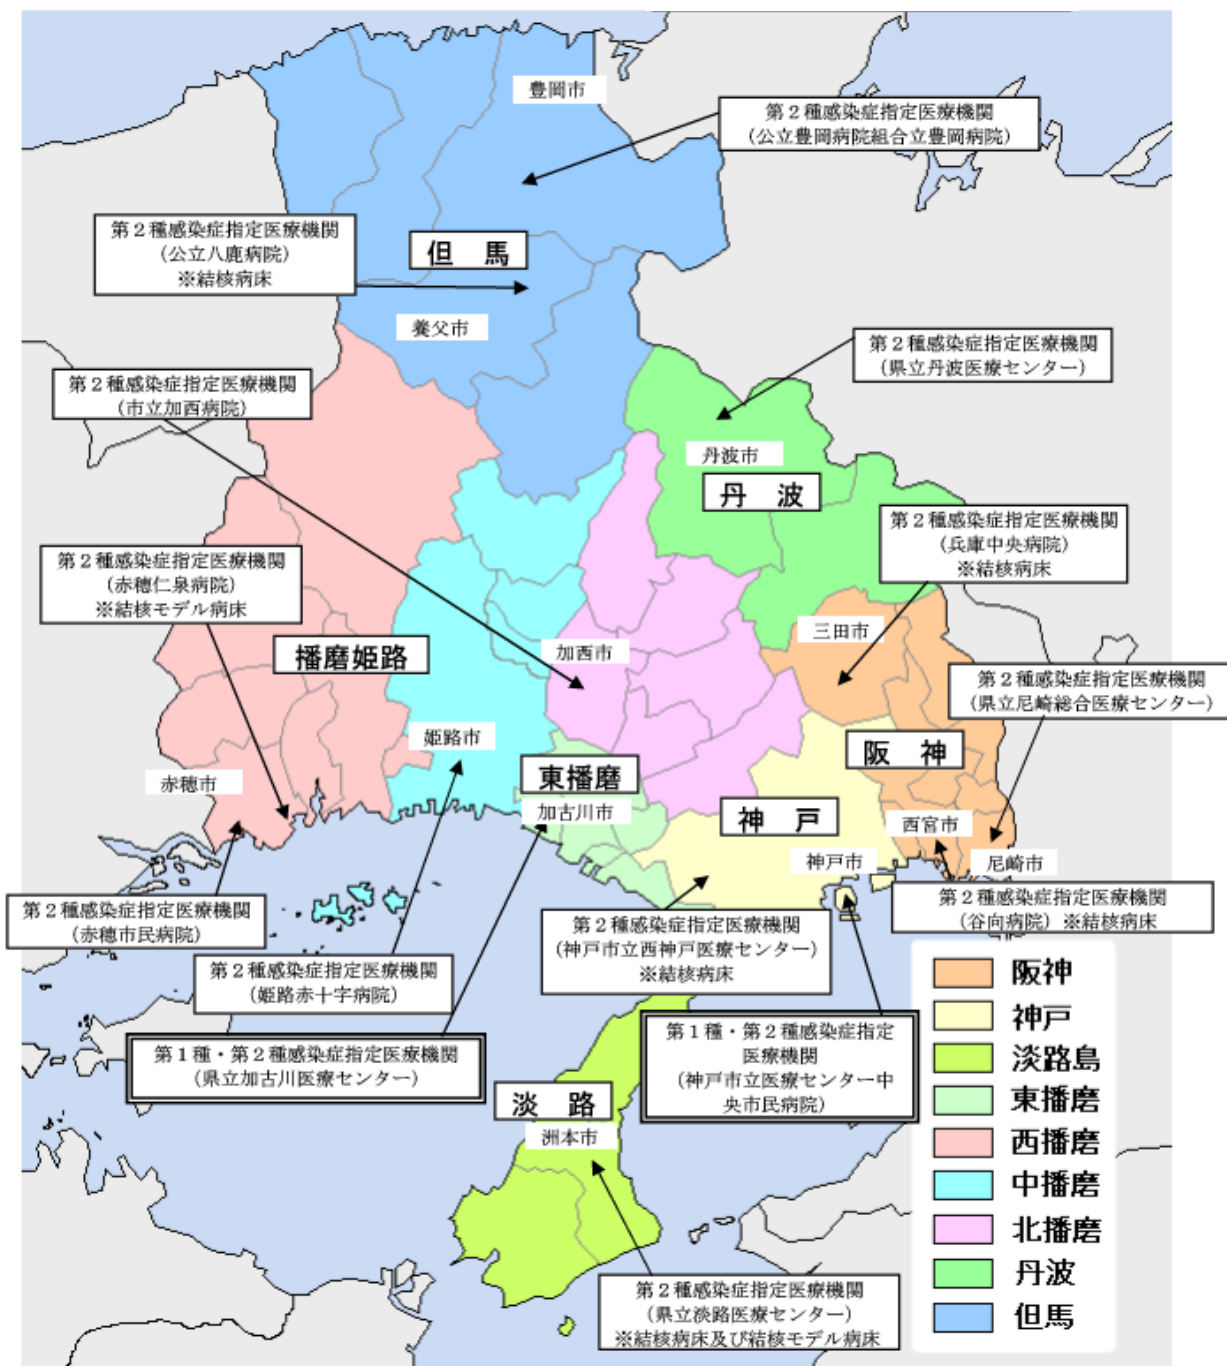 豊岡市
第２種感染症指定医療機関
（公立豊岡病院組合立豊岡病院）
第２種感染症指定医療機関
（公立八鹿病院）
※結核病床
但　馬
養父市
第２種感染症指定医療機関
（県立丹波医療センター）
第２種感染症指定医療機関
（市立加西病院）
丹波市
丹　波
第２種感染症指定医療機関
（兵庫中央病院）
※結核病床
第２種感染症指定医療機関
（赤穂仁泉病院）
※結核モデル病床
三田市
播磨姫路
加西市
第２種感染症指定医療機関
（県立尼崎総合医療センター）
姫路市
阪　神
赤穂市
東播磨
加古川市
神　戸
西宮市
神戸市
尼崎市
第２種感染症指定医療機関
（赤穂市民病院）
第２種感染症指定医療機関
（神戸市立西神戸医療センター）
※結核病床
第２種感染症指定医療機関
（谷向病院）※結核病床
第２種感染症指定医療機関
（姫路赤十字病院）
第１種・第２種感染症指定医療機関
（県立加古川医療センター）
第１種・第２種感染症指定
医療機関
（神戸市立医療センター中
央市民病院）
淡　路
洲本市
第２種感染症指定医療機関
（県立淡路医療センター）
※結核病床及び結核モデル病床
阪神
神戸
淡路島
東播磨
西播磨
中播磨
北播磨
丹波
但馬